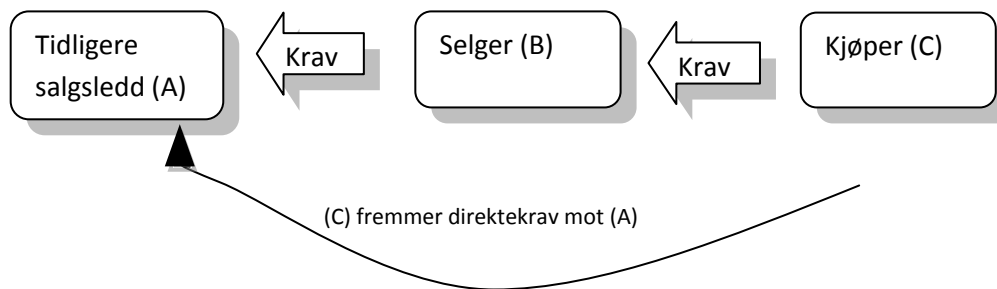 Tidligere
salgsledd (A)
Krav
Selger (B)
Krav
Kjøper (C)
(C) fremmer direktekrav mot (A)